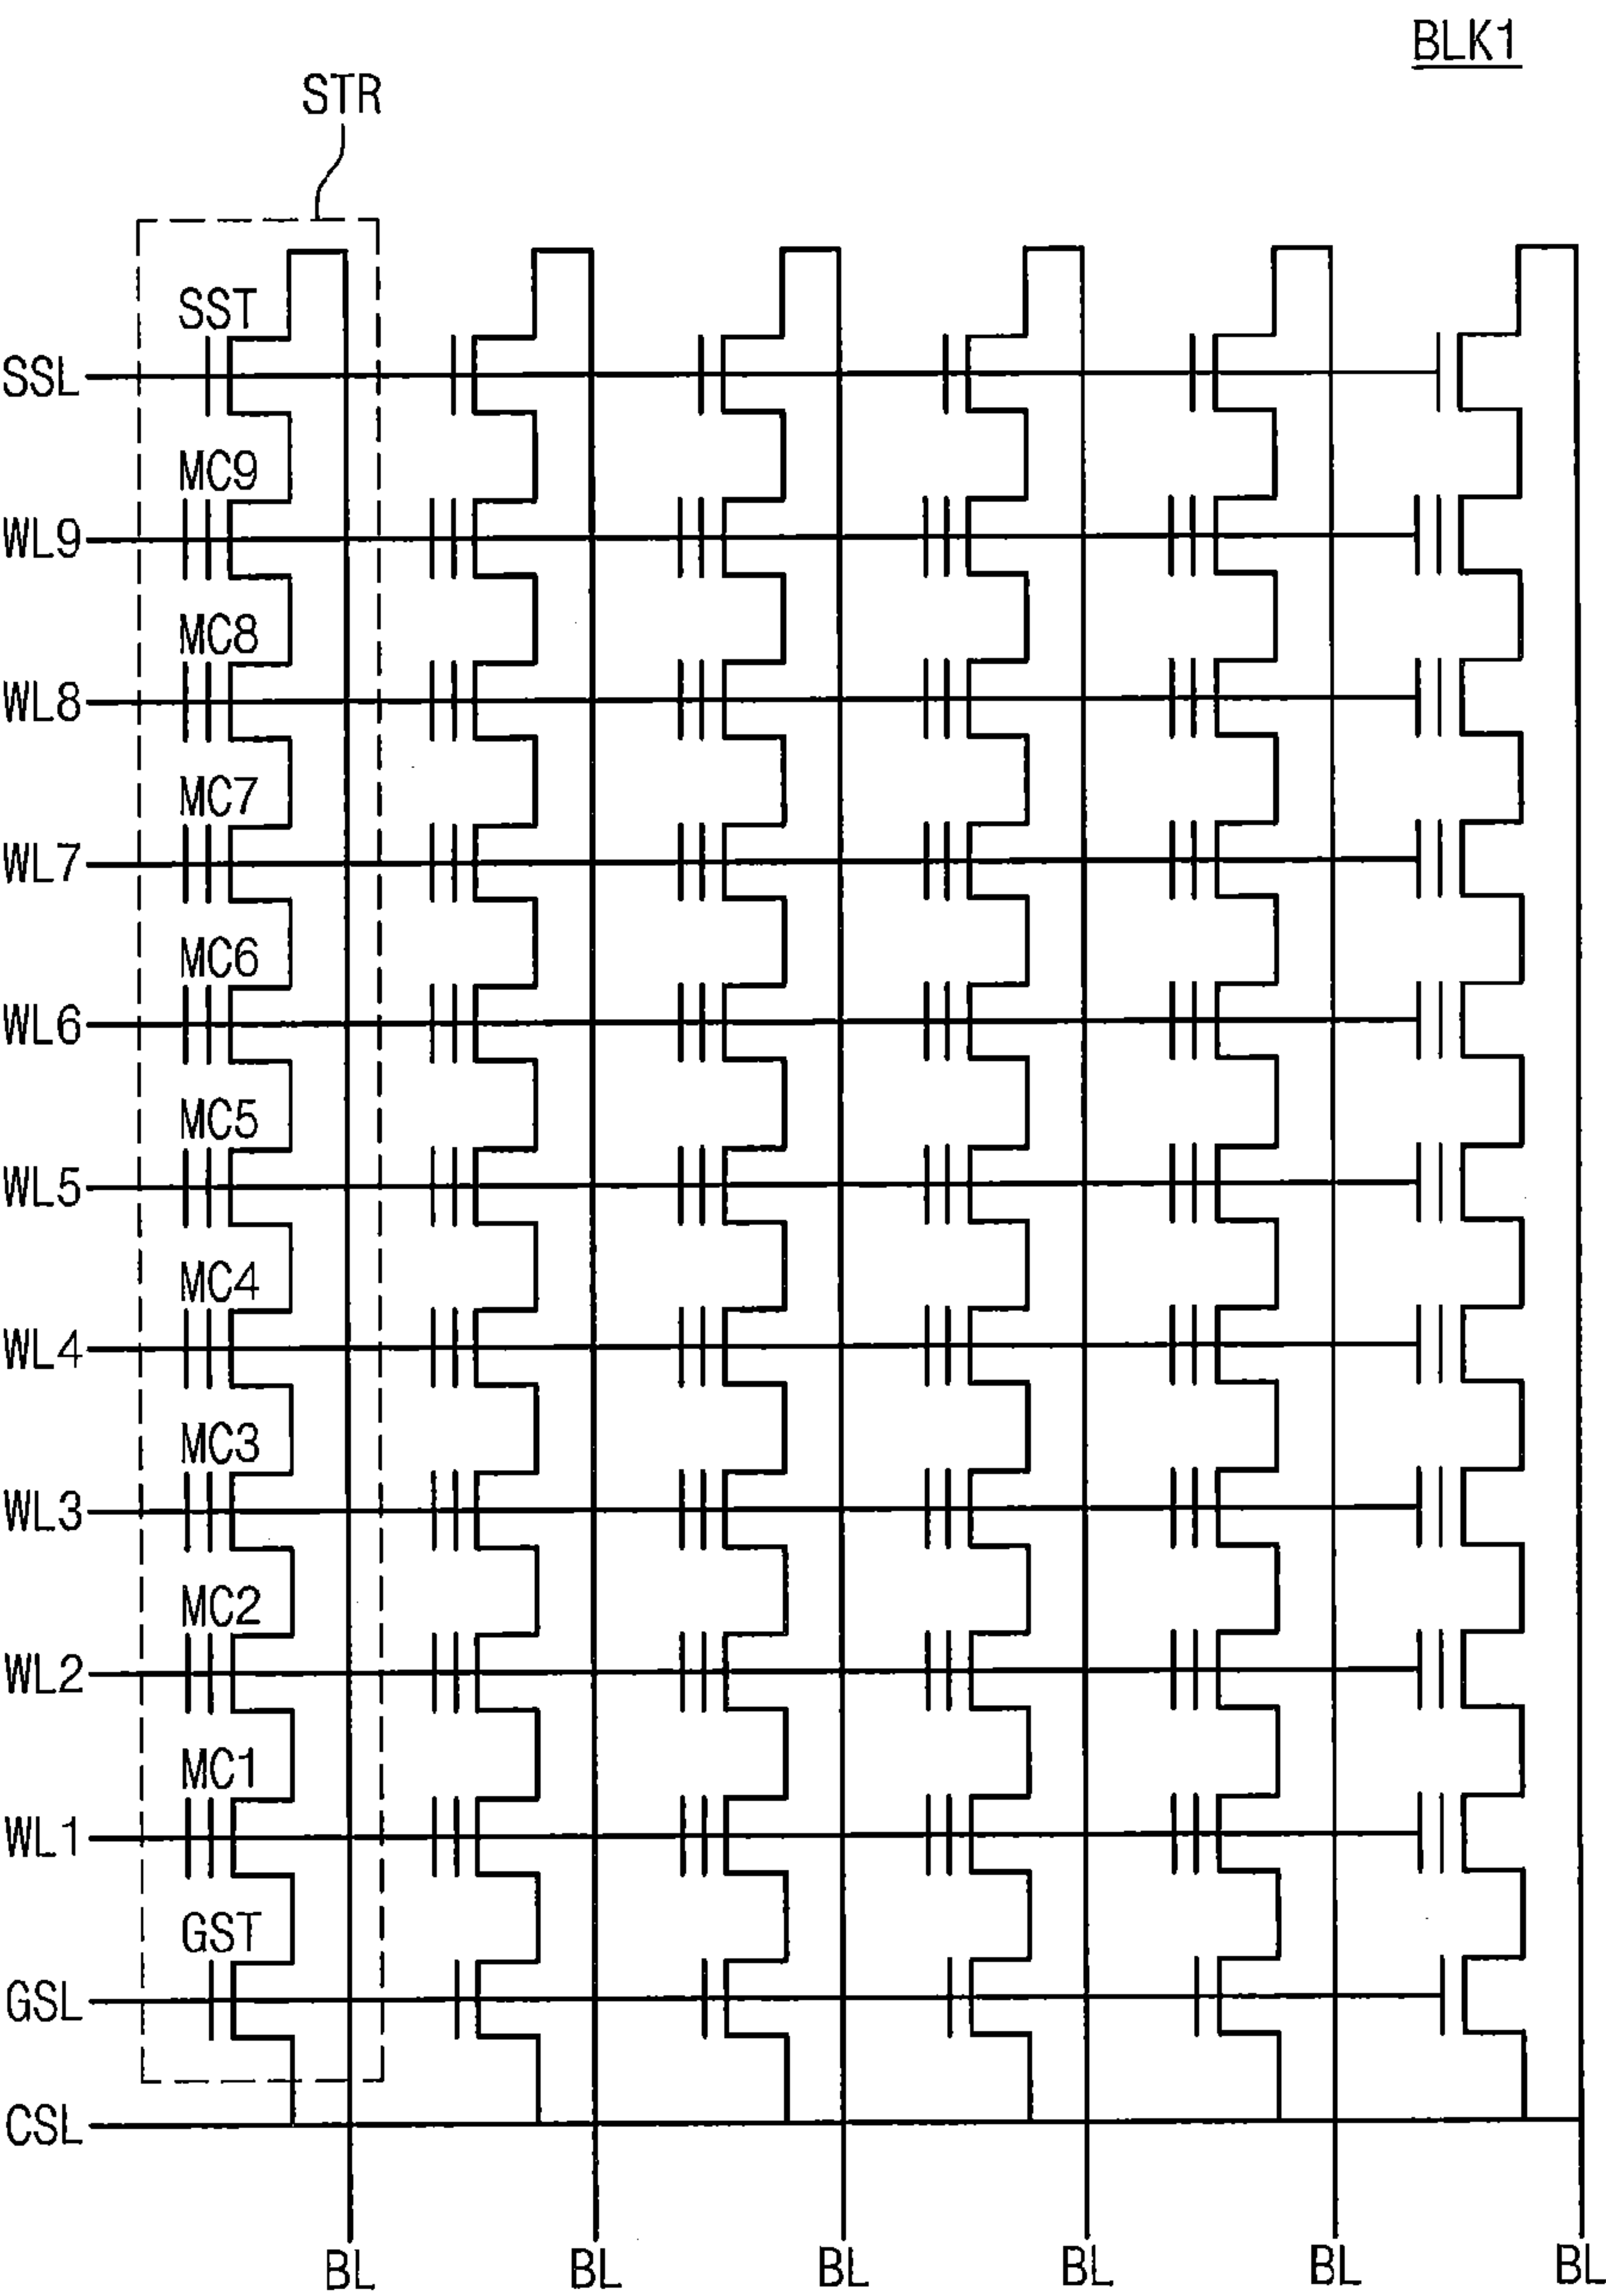 BLK1
STR
SST
SSL
MC9
WL9
MC8
WL8
MC7
WL7
MC6
WL6
MC5
WL5
MC4
WL4
MC3
WL3
MC2
WL2
MC1
WL1
GST
GSL
CSL
BL BL BL BL BL BL